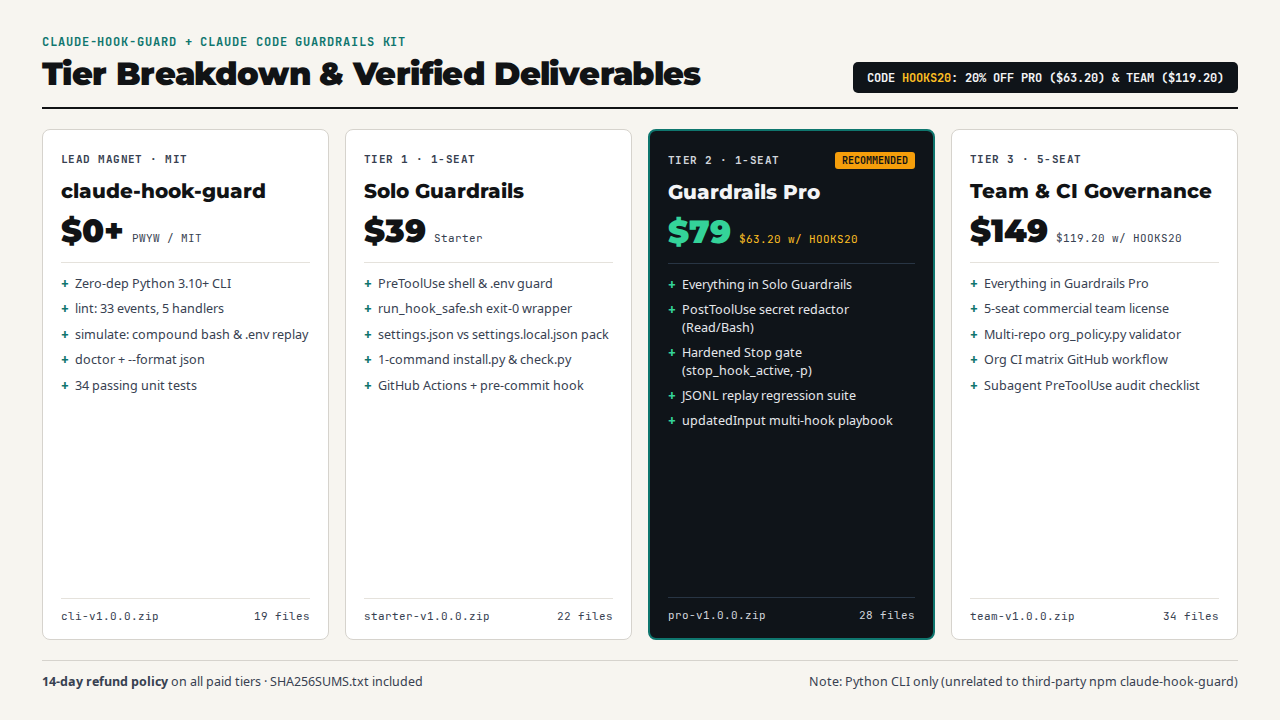 CLAUDE-HOOK-GUARD + CLAUDE CODE GUARDRAILS KIT
Tier Breakdown & Verified Deliverables
CODE HOOKS20: 20% OFF PRO ($63.20) & TEAM ($119.20)
LEAD MAGNET · MIT
claude-hook-guard
$0+ PWYW / MIT
+ Zero-dep Python 3.10+ CLI
+ lint: 33 events, 5 handlers
+ simulate: compound bash & .env replay
+ doctor + --format json
+ 34 passing unit tests
cli-v1.0.0.zip 19 files
TIER 1 · 1-SEAT
Solo Guardrails
$39 Starter
+ PreToolUse shell & .env guard
+ run_hook_safe.sh exit-0 wrapper
+ settings.json vs settings.local.json pack
+ 1-command install.py & check.py
+ GitHub Actions + pre-commit hook
starter-v1.0.0.zip 22 files
TIER 2 · 1-SEAT RECOMMENDED
Guardrails Pro
$79 $63.20 w/ HOOKS20
+ Everything in Solo Guardrails
+ PostToolUse secret redactor
(Read/Bash)
+ Hardened Stop gate
(stop_hook_active, -p)
+ JSONL replay regression suite
+ updatedInput multi-hook playbook
pro-v1.0.0.zip 28 files
TIER 3 · 5-SEAT
Team & CI Governance
$149 $119.20 w/ HOOKS20
+ Everything in Guardrails Pro
+ 5-seat commercial team license
+ Multi-repo org_policy.py validator
+ Org CI matrix GitHub workflow
+ Subagent PreToolUse audit checklist
team-v1.0.0.zip 34 files
14-day refund policy on all paid tiers · SHA256SUMS.txt included
Note: Python CLI only (unrelated to third-party npm claude-hook-guard)